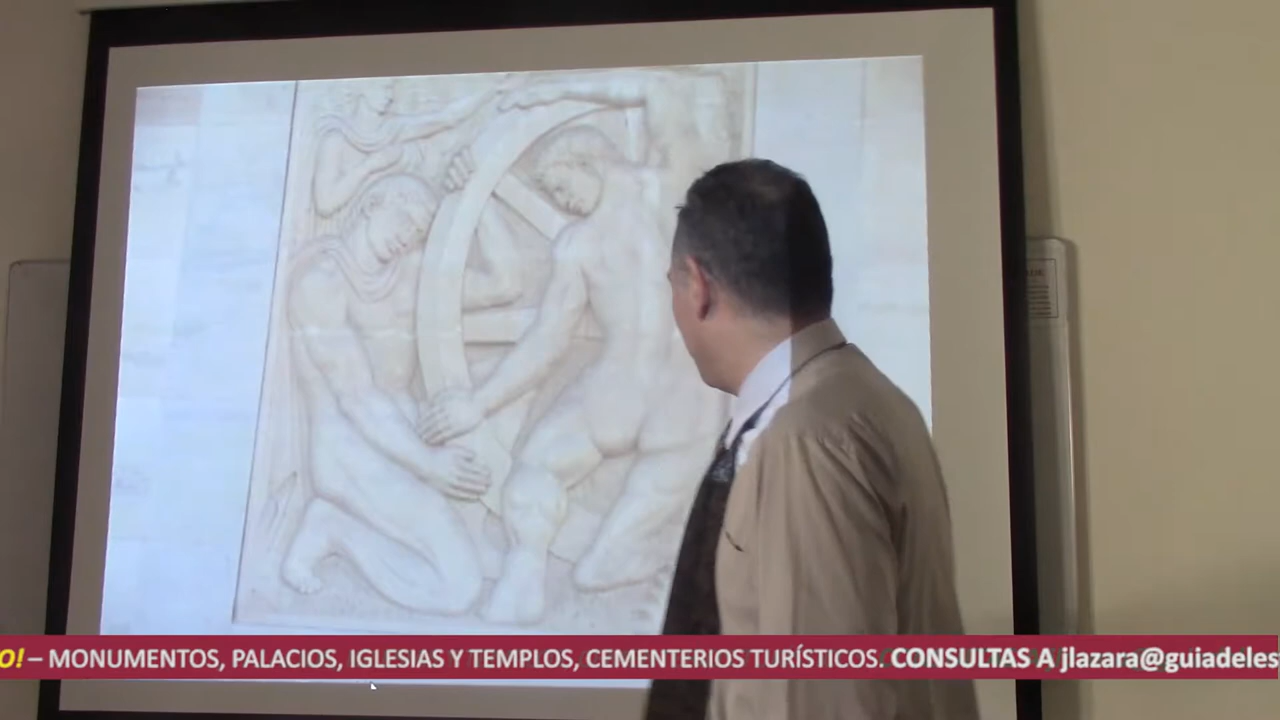 O! – MONUMENTOS, PALACIOS, IGLESIAS Y TEMPLOS, CEMENTERIOS TURÍSTICOS. CONSULTAS A jlazara@guiadeles